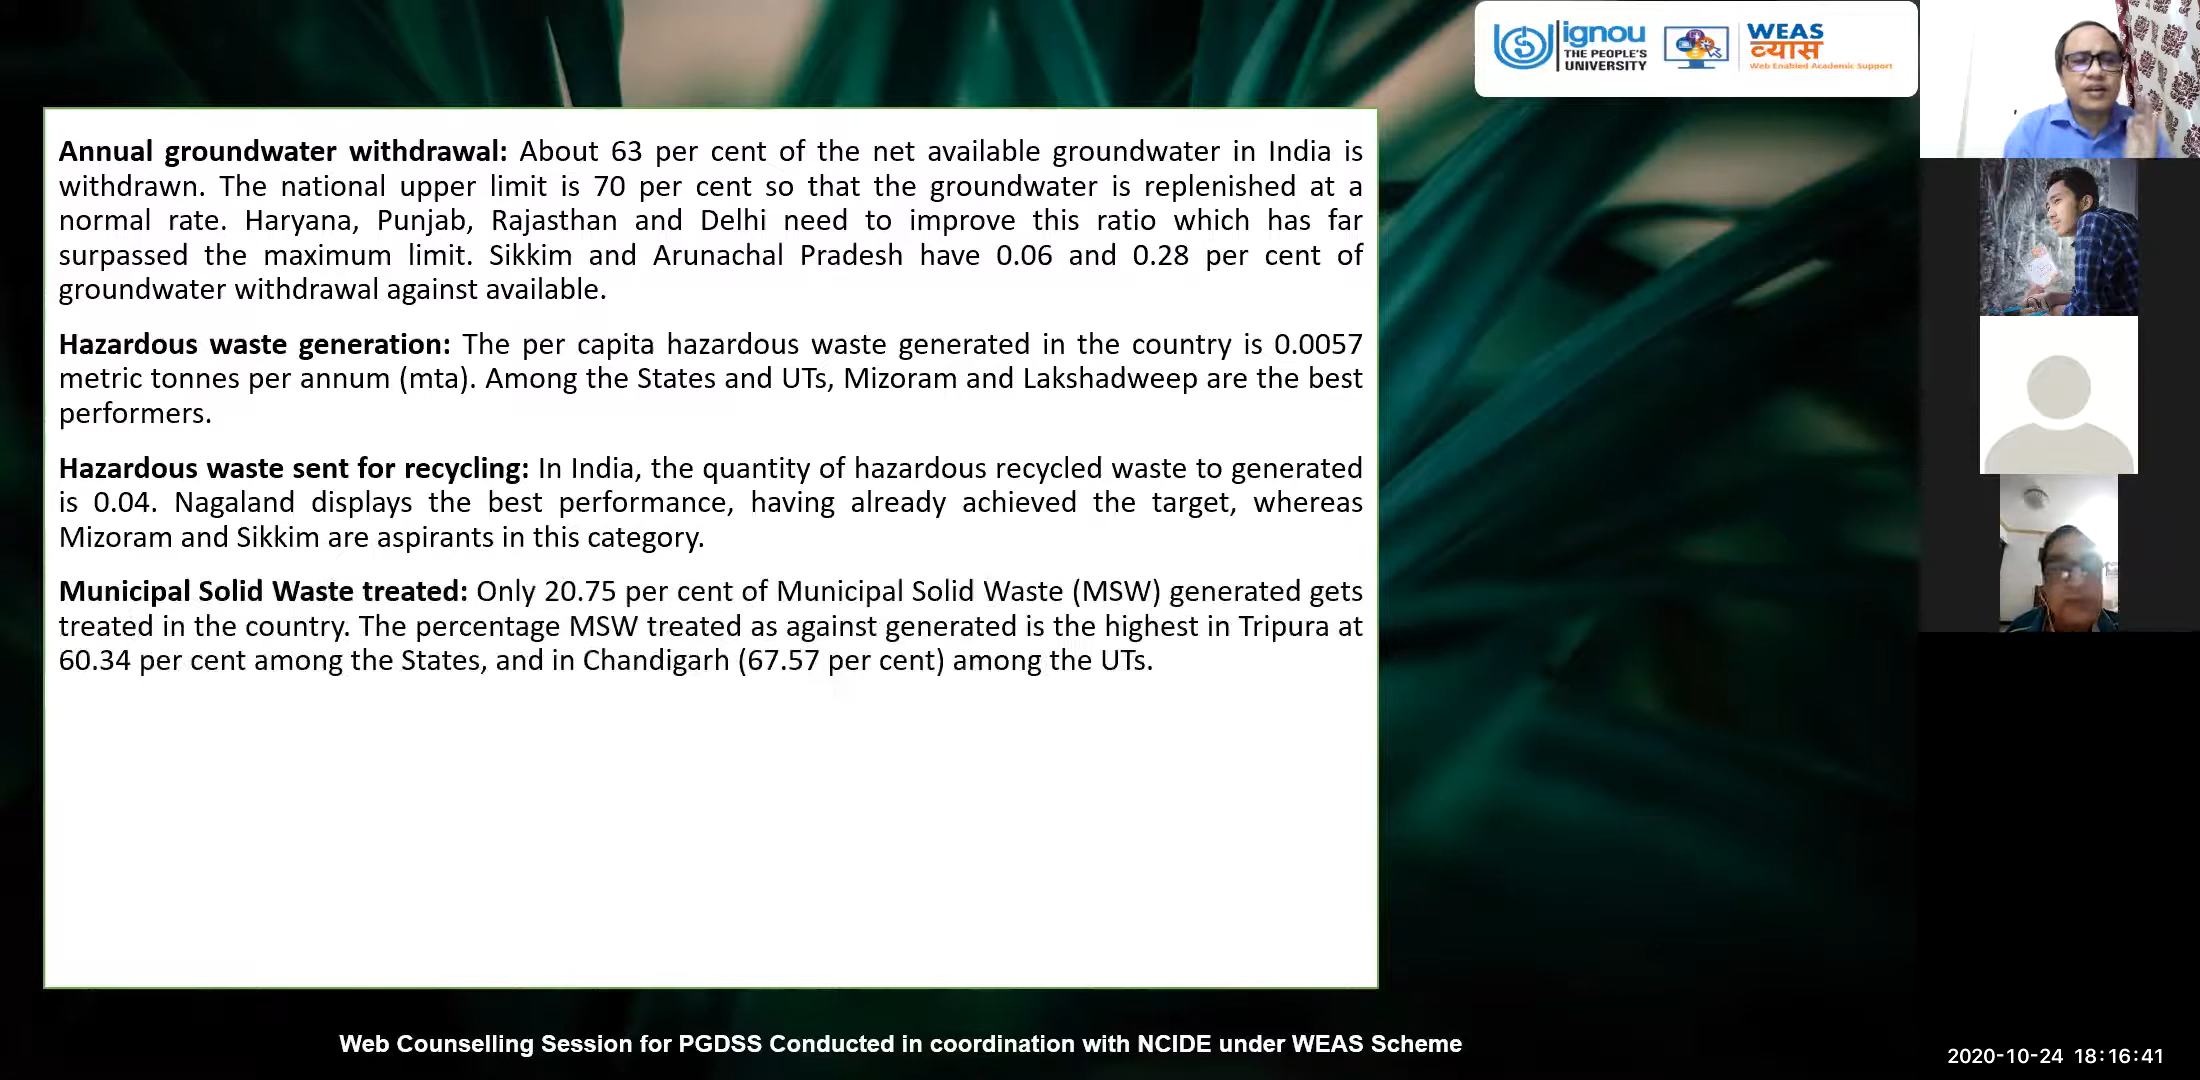 ignou
THE PEOPLE'S
UNIVERSITY
WEAS
व्यास
Web Enabled Academic Support
Annual groundwater withdrawal: About 63 per cent of the net available groundwater in India is
withdrawn. The national upper limit is 70 per cent so that the groundwater is replenished at a
normal rate. Haryana, Punjab, Rajasthan and Delhi need to improve this ratio which has far
surpassed the maximum limit. Sikkim and Arunachal Pradesh have 0.06 and 0.28 per cent of
groundwater withdrawal against available.
Hazardous waste generation: The per capita hazardous waste generated in the country is 0.0057
metric tonnes per annum (mta). Among the States and UTs, Mizoram and Lakshadweep are the best
performers.
Hazardous waste sent for recycling: In India, the quantity of hazardous recycled waste to generated
is 0.04. Nagaland displays the best performance, having already achieved the target, whereas
Mizoram and Sikkim are aspirants in this category.
Municipal Solid Waste treated: Only 20.75 per cent of Municipal Solid Waste (MSW) generated gets
treated in the country. The percentage MSW treated as against generated is the highest in Tripura at
60.34 per cent among the States, and in Chandigarh (67.57 per cent) among the UTs.
Web Counselling Session for PGDSS Conducted in coordination with NCIDE under WEAS Scheme
2020-10-24 18:16:41